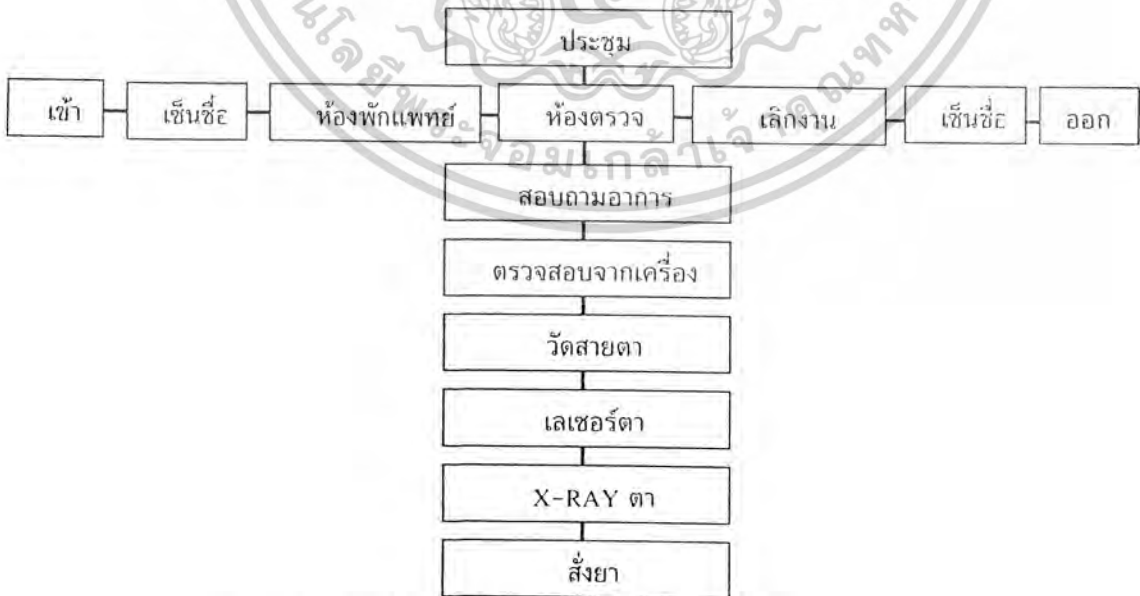 ประชุม
เข้า เซ็นชื่อ ห้องพักแพทย์ ห้องตรวจ เลิกงาน เซ็นชื่อ ออก
สอบถามอาการ
ตรวจสอบจากเครื่อง
วัดสายตา
เลเซอร์ตา
X-RAY ตา
สั่งยา